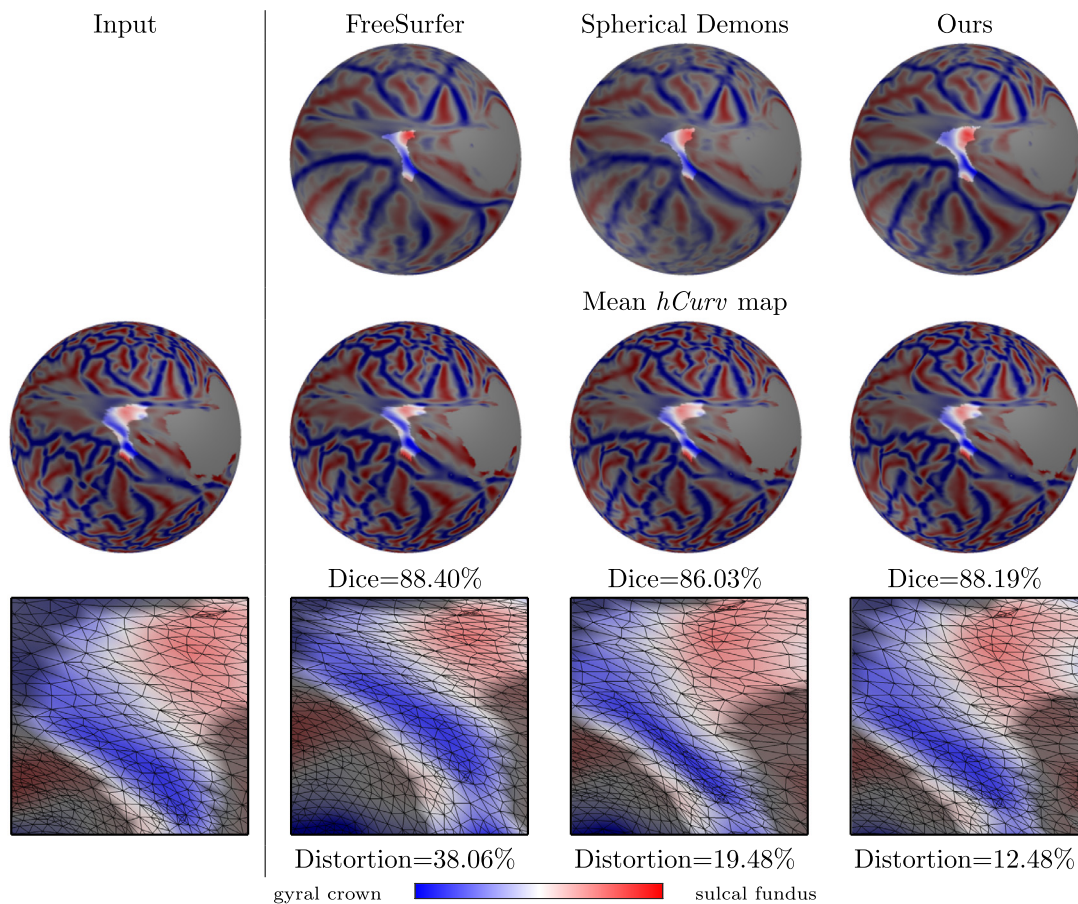 Input FreeSurfer Spherical Demons Ours
Mean hCurv map
Dice=88.40% Dice=86.03% Dice=88.19%
Distortion=38.06% Distortion=19.48% Distortion=12.48%
gyral crown sulcal fundus